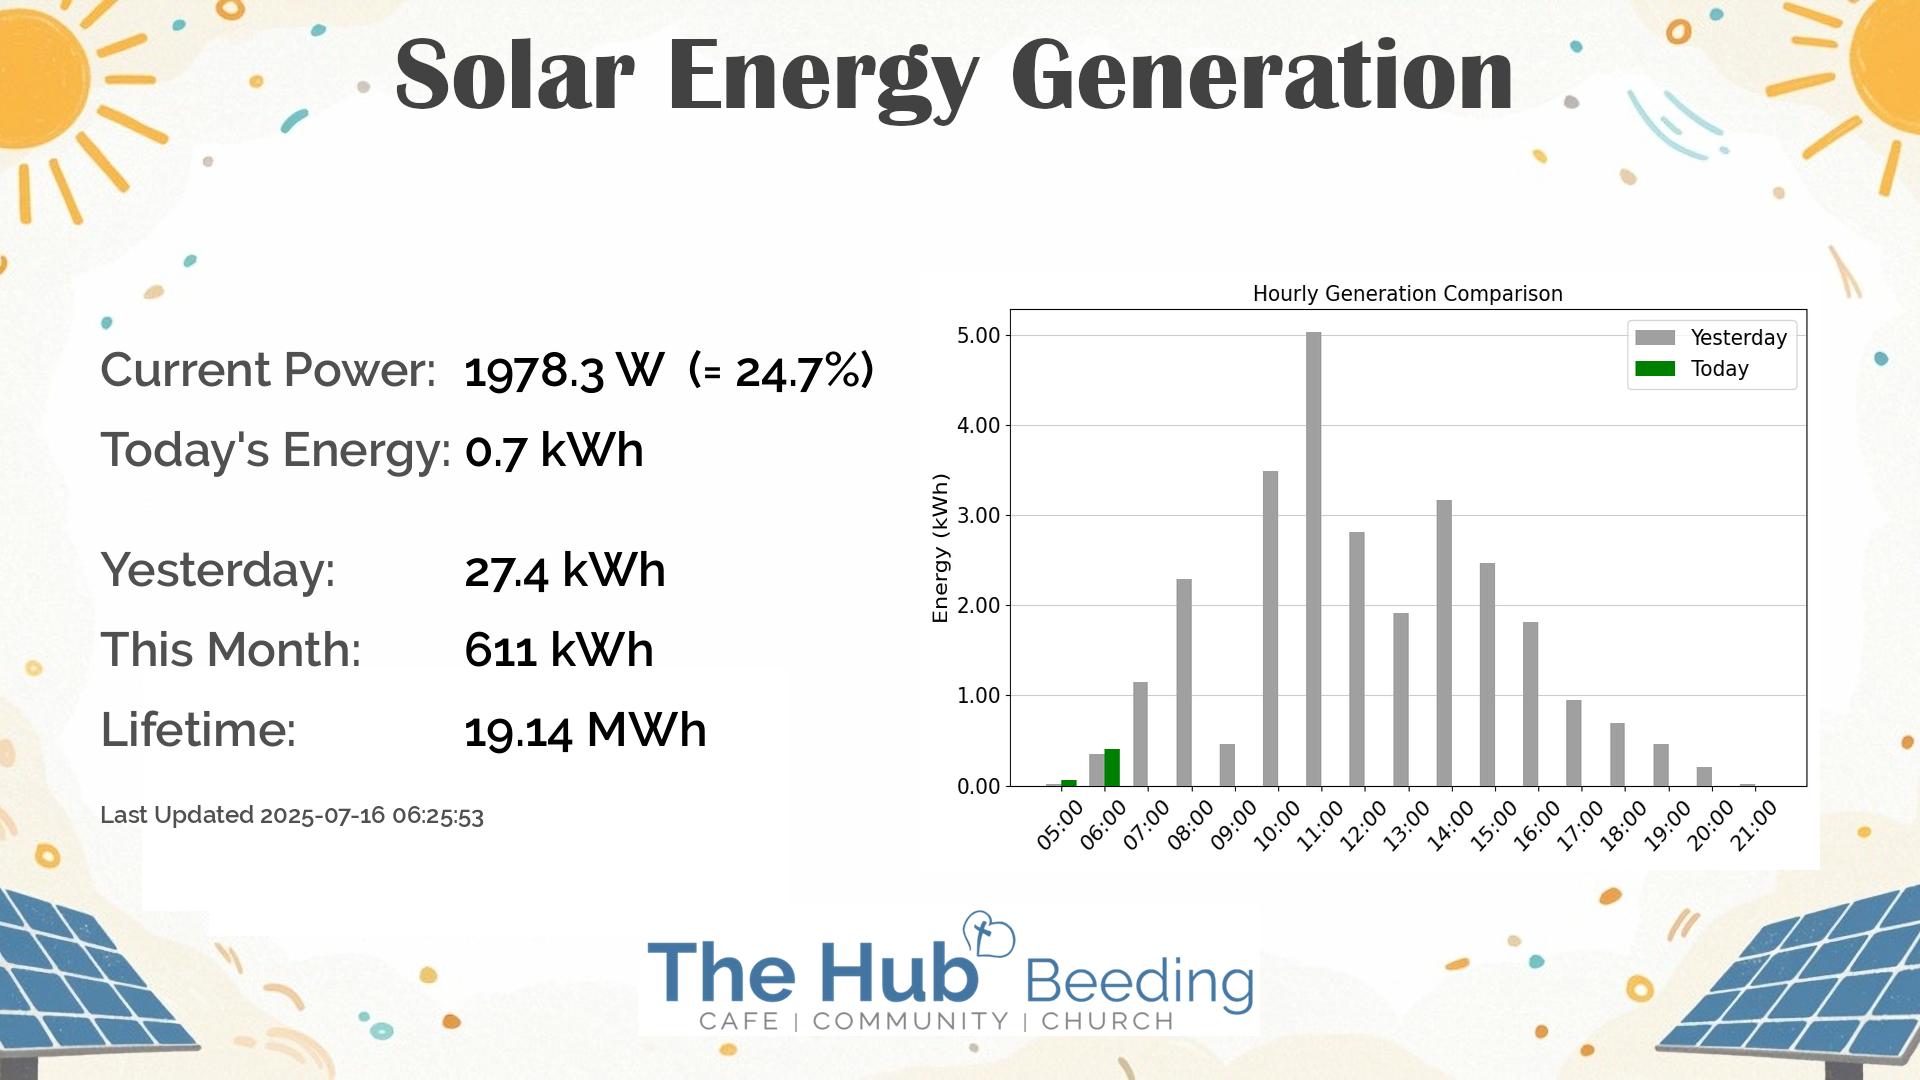 Solar Energy Generation
Current Power: 1978.3 W (= 24.7%)
Today's Energy: 0.7 kWh
Yesterday: 27.4 kWh
This Month: 611 kWh
Lifetime: 19.14 MWh
Last Updated 2025-07-16 06:25:53
Hourly Generation Comparison
Yesterday
Today
Energy (kWh)
5.00
4.00
3.00
2.00
1.00
0.00
05:00 06:00 07:00 08:00 09:00 10:00 11:00 12:00 13:00 14:00 15:00 16:00 17:00 18:00 19:00 20:00 21:00
The Hub Beeding
CAFE | COMMUNITY | CHURCH